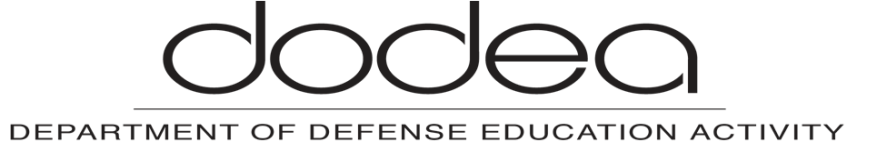 dodea
DEPARTMENT OF DEFENSE EDUCATION ACTIVITY